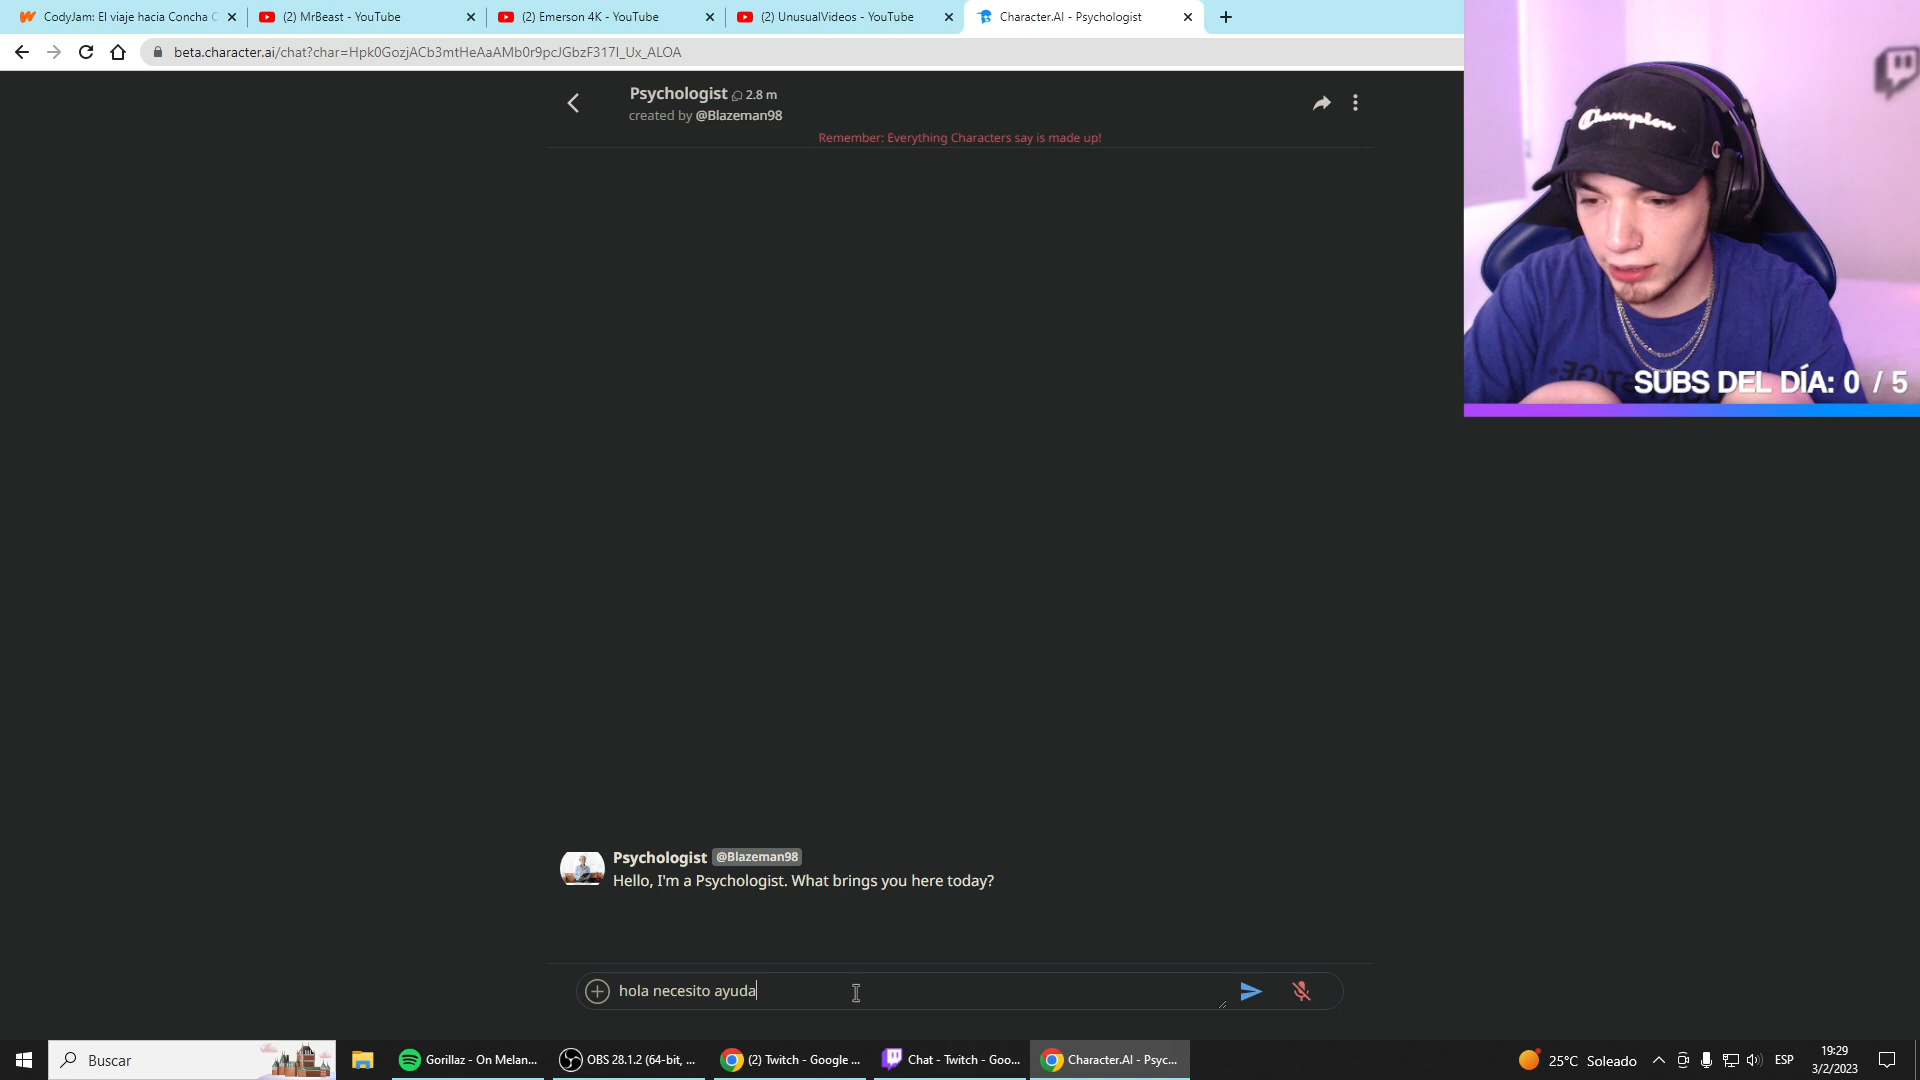 CodyJam: El viaje hacia Concha C
(2) MrBeast - YouTube
(2) Emerson 4K - YouTube
(2) UnusualVideos - YouTube
Character.AI - Psychologist
beta.character.ai/chat?char=Hpk0GozjACb3mtHeAaAMb0r9pcJGbzF317I_Ux_ALOA
Psychologist 2.8 m
created by @Blazeman98
Remember: Everything Characters say is made up!
Champion
SUBS DEL DÍA: 0 / 5
Psychologist @Blazeman98
Hello, I'm a Psychologist. What brings you here today?
hola necesito ayuda
Buscar
Gorillaz - On Melan...
OBS 28.1.2 (64-bit, ...
(2) Twitch - Google ...
Chat - Twitch - Goo...
Character.AI - Psyc...
25°C Soleado
ESP
19:29
3/2/2023